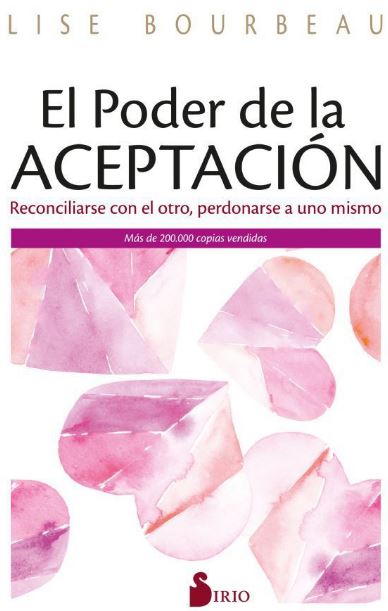 LISE BOURBEAU
El Poder de la
ACEPTACIÓN
Reconciliarse con el otro, perdonarse a uno mismo
Más de 200.000 copias vendidas
SIRIO